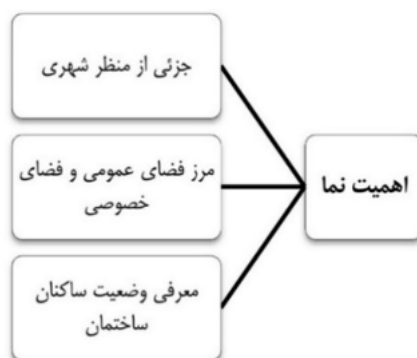 اهمیت نما
جزئی از منظر شهری
مرز فضای عمومی و فضای
خصوصی
معرفی وضعیت ساکنان
ساختمان